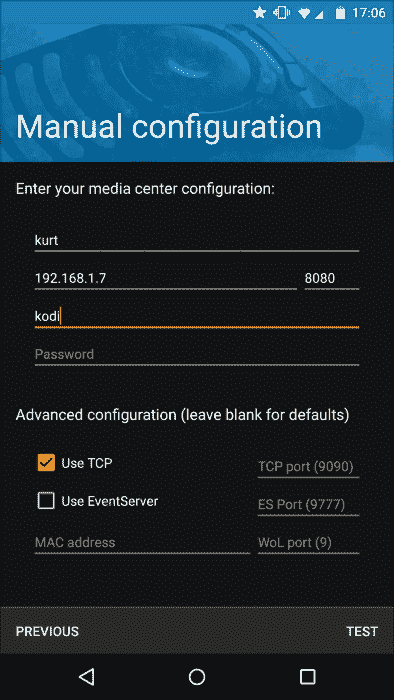 17:06
Manual configuration
Enter your media center configuration:
kurt
192.168.1.7 8080
kodi
Password
Advanced configuration (leave blank for defaults)
Use TCP TCP port (9090)
Use EventServer ES Port (9777)
MAC address WoL port (9)
PREVIOUS TEST